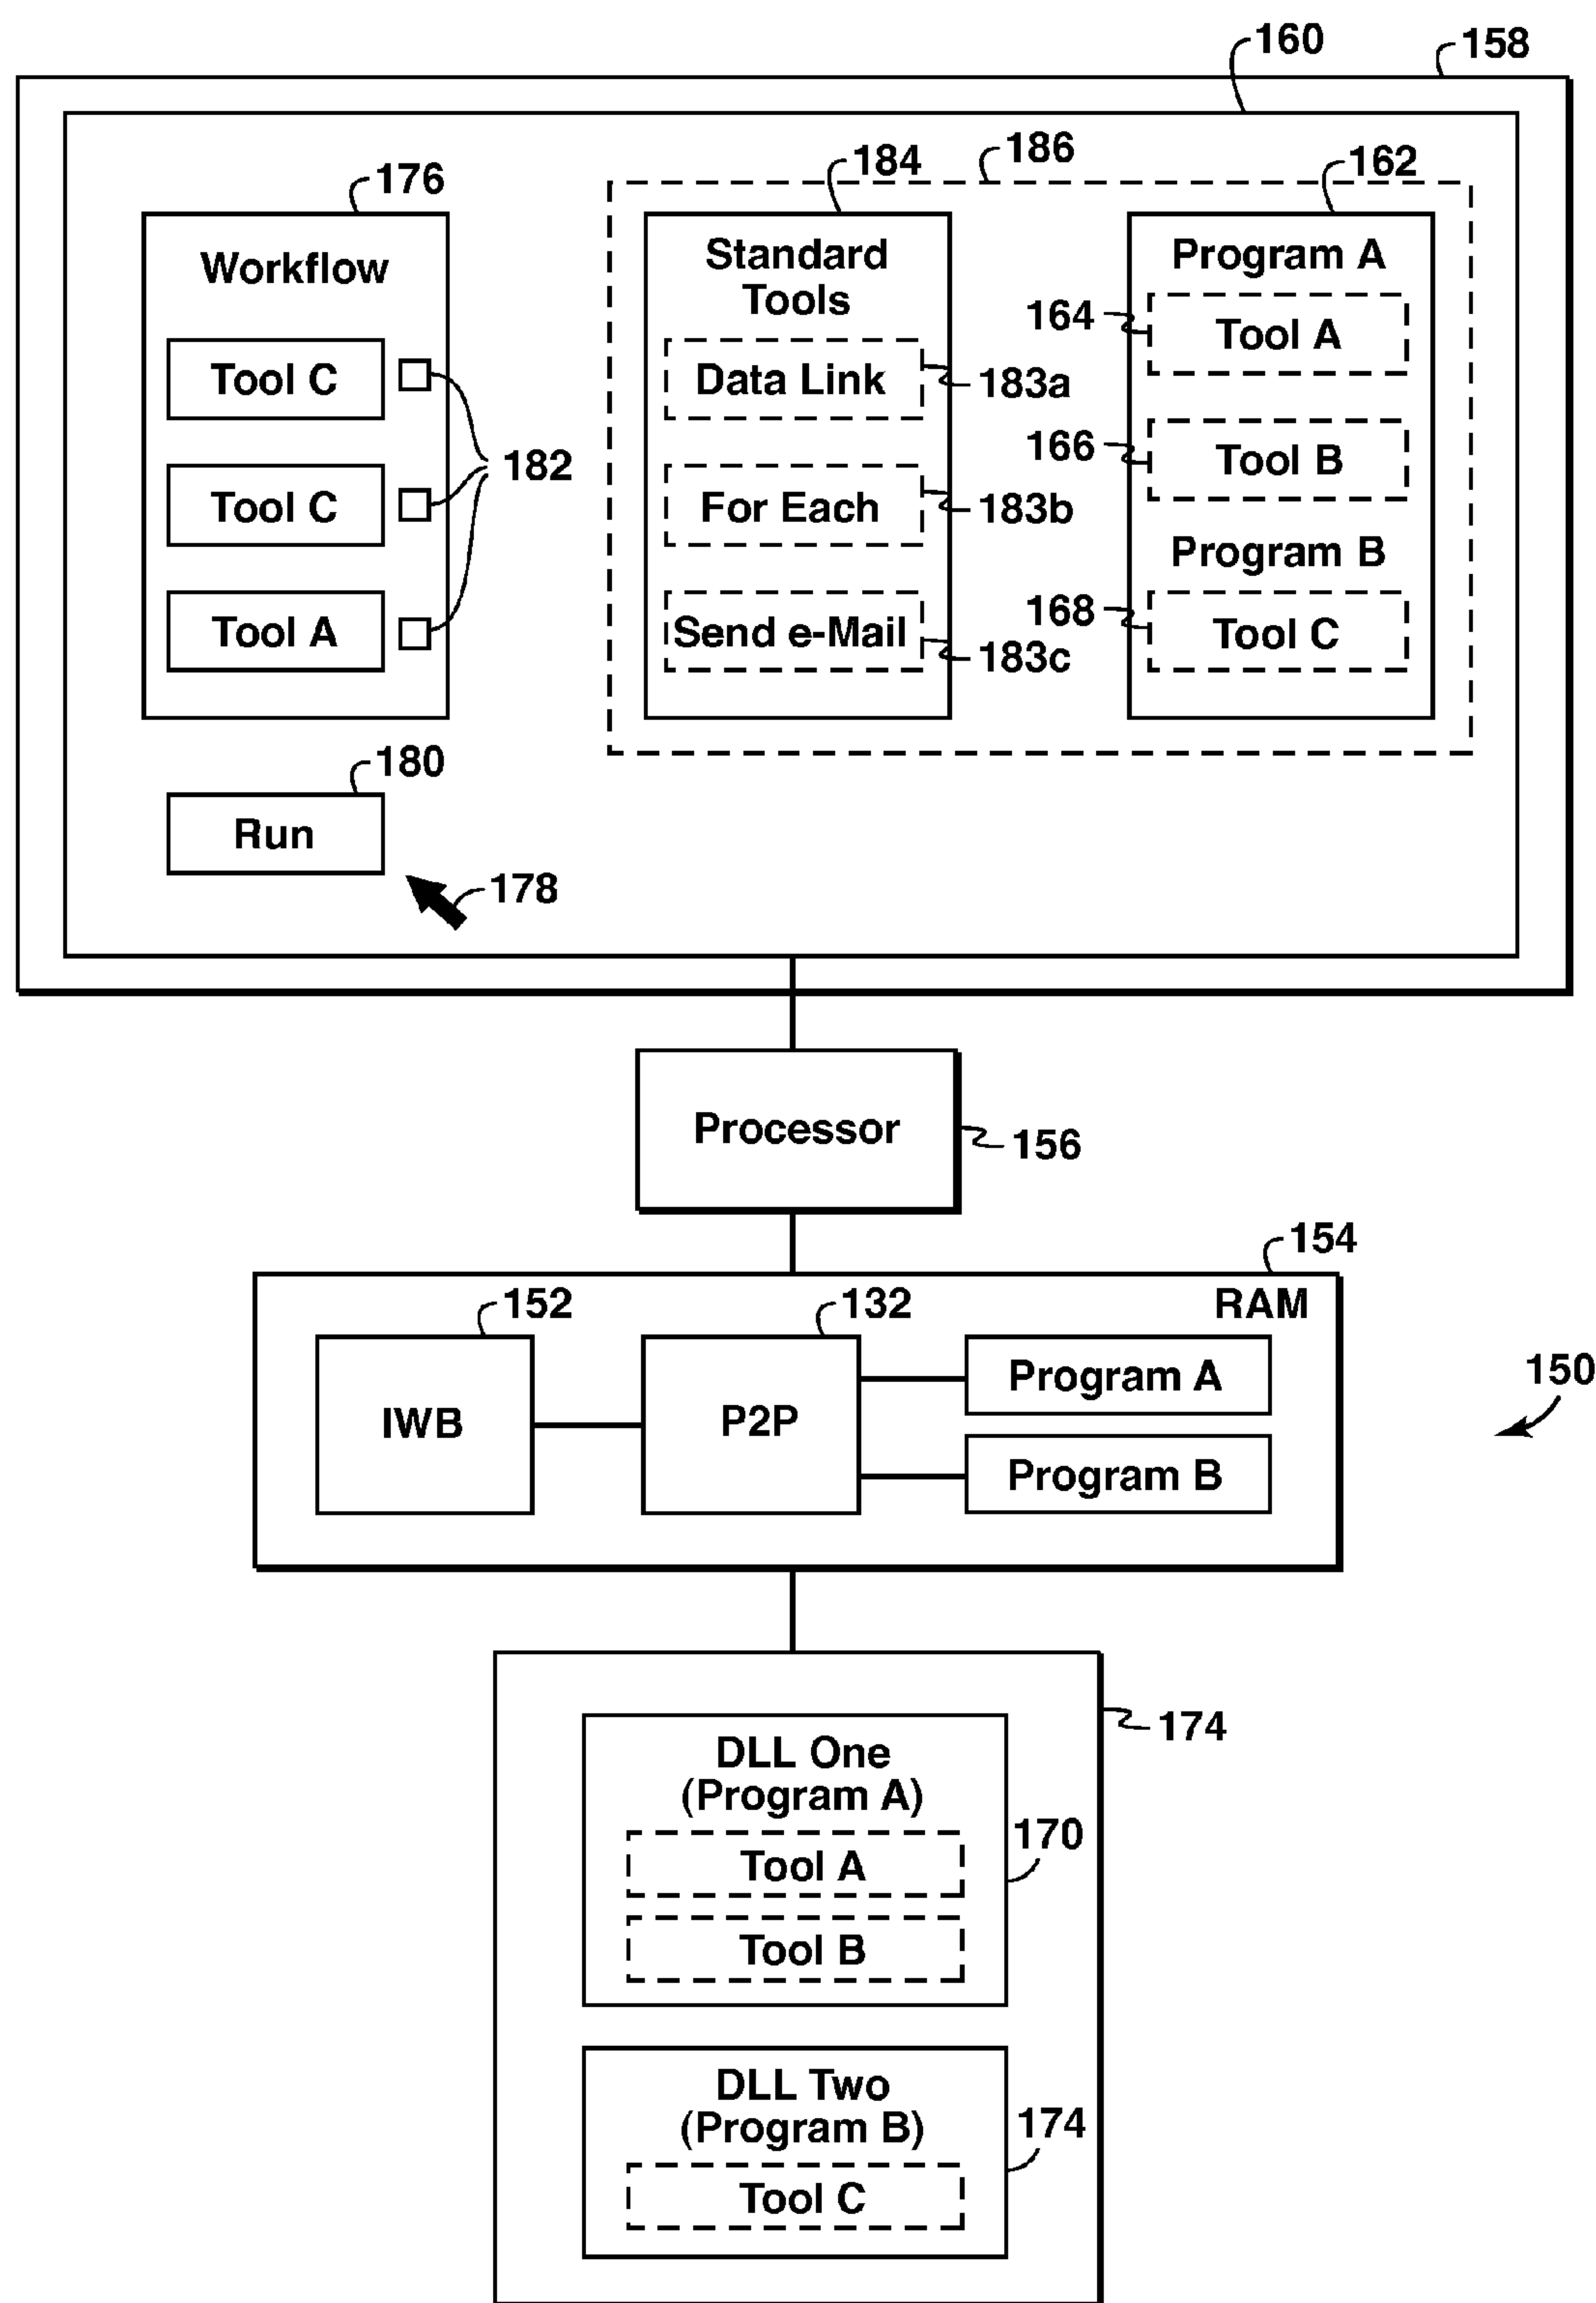 160
158
176
184
186
162
Workflow
Standard
Tools
Program A
164
Tool A
Tool C
Data Link
183a
166
Tool B
182
Tool C
For Each
183b
Program B
168
Tool A
Send e-Mail
183c
Tool C
180
Run
178
Processor
156
154
152
132
RAM
IWB
P2P
Program A
Program B
150
174
DLL One
(Program A)
170
Tool A
Tool B
DLL Two
(Program B)
174
Tool C